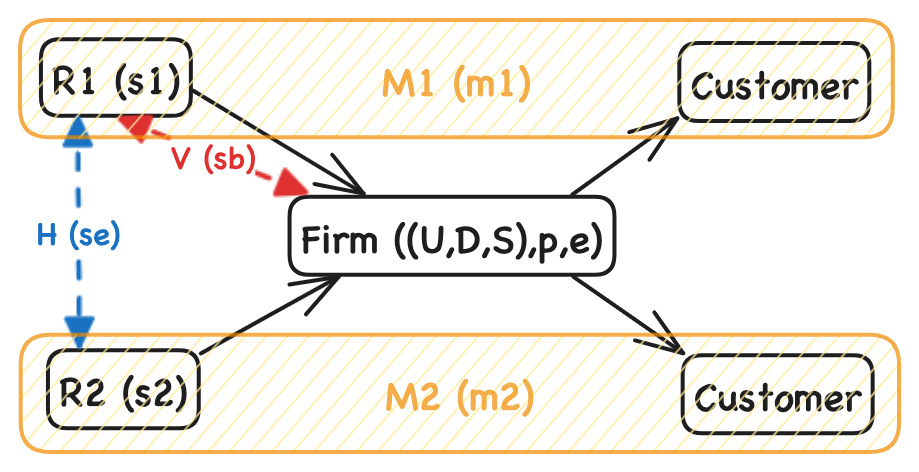 R1 (s1)
M1 (m1)
Customer
V (sb)
H (se)
Firm ((U,D,S),p,e)
R2 (s2)
M2 (m2)
Customer